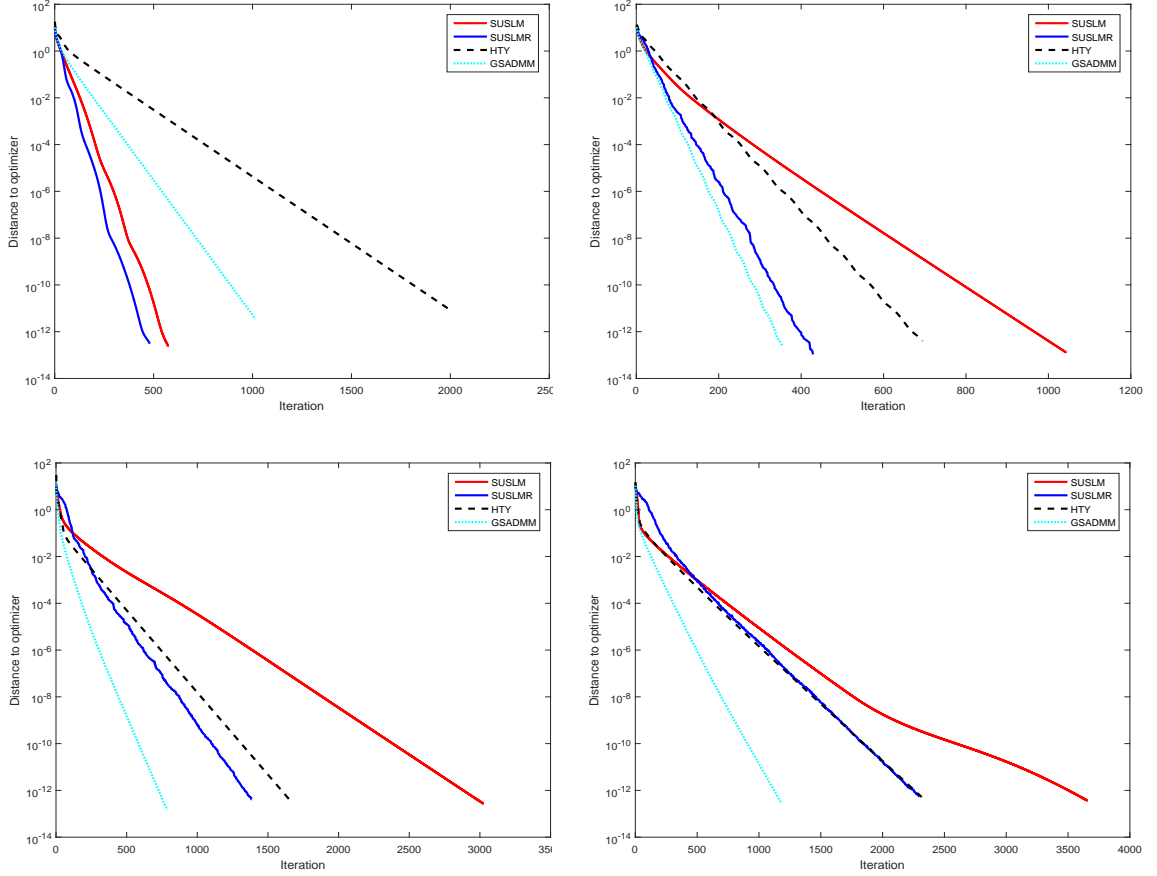 10^2
10^0
10^-2
10^-4
10^-6
10^-8
10^-10
10^-12
10^-14
Distance to optimizer
SUSLM
SUSLMR
HTY
GSADMM
0 500 1000 1500 2000 250
Iteration
10^2
10^0
10^-2
10^-4
10^-6
10^-8
10^-10
10^-12
10^-14
Distance to optimizer
SUSLM
SUSLMR
HTY
GSADMM
0 200 400 600 800 1000 1200
Iteration
10^2
10^0
10^-2
10^-4
10^-6
10^-8
10^-10
10^-12
10^-14
Distance to optimizer
SUSLM
SUSLMR
HTY
GSADMM
0 500 1000 1500 2000 2500 3000 350
Iteration
10^2
10^0
10^-2
10^-4
10^-6
10^-8
10^-10
10^-12
10^-14
Distance to optimizer
SUSLM
SUSLMR
HTY
GSADMM
0 500 1000 1500 2000 2500 3000 3500 4000
Iteration